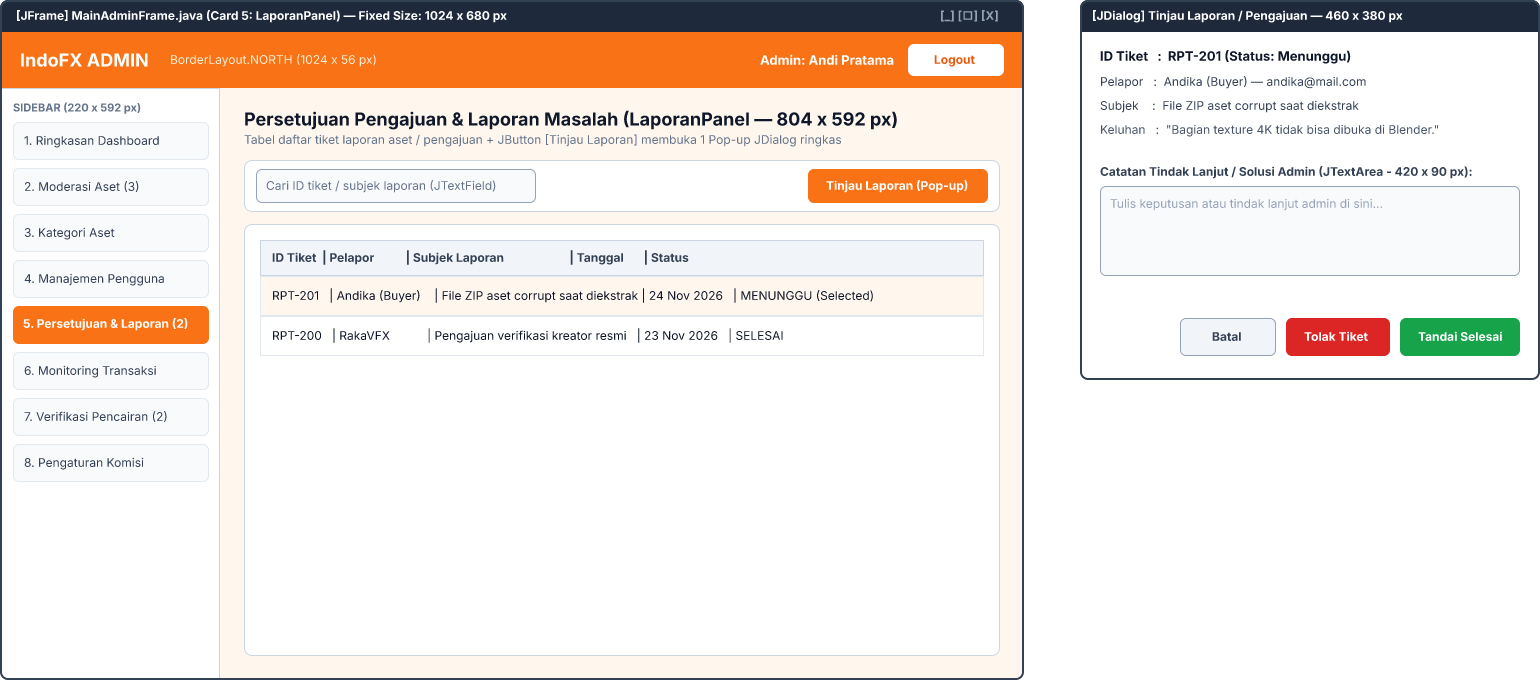 [JFrame] MainAdminFrame.java (Card 5: LaporanPanel) — Fixed Size: 1024 x 680 px
[_] [☐] [X]
IndoFX ADMIN
BorderLayout.NORTH (1024 x 56 px)
Admin: Andi Pratama
Logout
SIDEBAR (220 x 592 px)
1. Ringkasan Dashboard
2. Moderasi Aset (3)
3. Kategori Aset
4. Manajemen Pengguna
5. Persetujuan & Laporan (2)
6. Monitoring Transaksi
7. Verifikasi Pencairan (2)
8. Pengaturan Komisi
Persetujuan Pengajuan & Laporan Masalah (LaporanPanel — 804 x 592 px)
Tabel daftar tiket laporan aset / pengajuan + JButton [Tinjau Laporan] membuka 1 Pop-up JDialog ringkas
Cari ID tiket / subjek laporan (JTextField)
Tinjau Laporan (Pop-up)
ID Tiket | Pelapor | Subjek Laporan | Tanggal | Status
RPT-201 | Andika (Buyer) | File ZIP aset corrupt saat diekstrak | 24 Nov 2026 | MENUNGGU (Selected)
RPT-200 | RakaVFX | Pengajuan verifikasi kreator resmi | 23 Nov 2026 | SELESAI
[JDialog] Tinjau Laporan / Pengajuan — 460 x 380 px
ID Tiket : RPT-201 (Status: Menunggu)
Pelapor : Andika (Buyer) — andika@mail.com
Subjek : File ZIP aset corrupt saat diekstrak
Keluhan : "Bagian texture 4K tidak bisa dibuka di Blender."
Catatan Tindak Lanjut / Solusi Admin (JTextArea - 420 x 90 px):
Tulis keputusan atau tindak lanjut admin di sini...
Batal
Tolak Tiket
Tandai Selesai